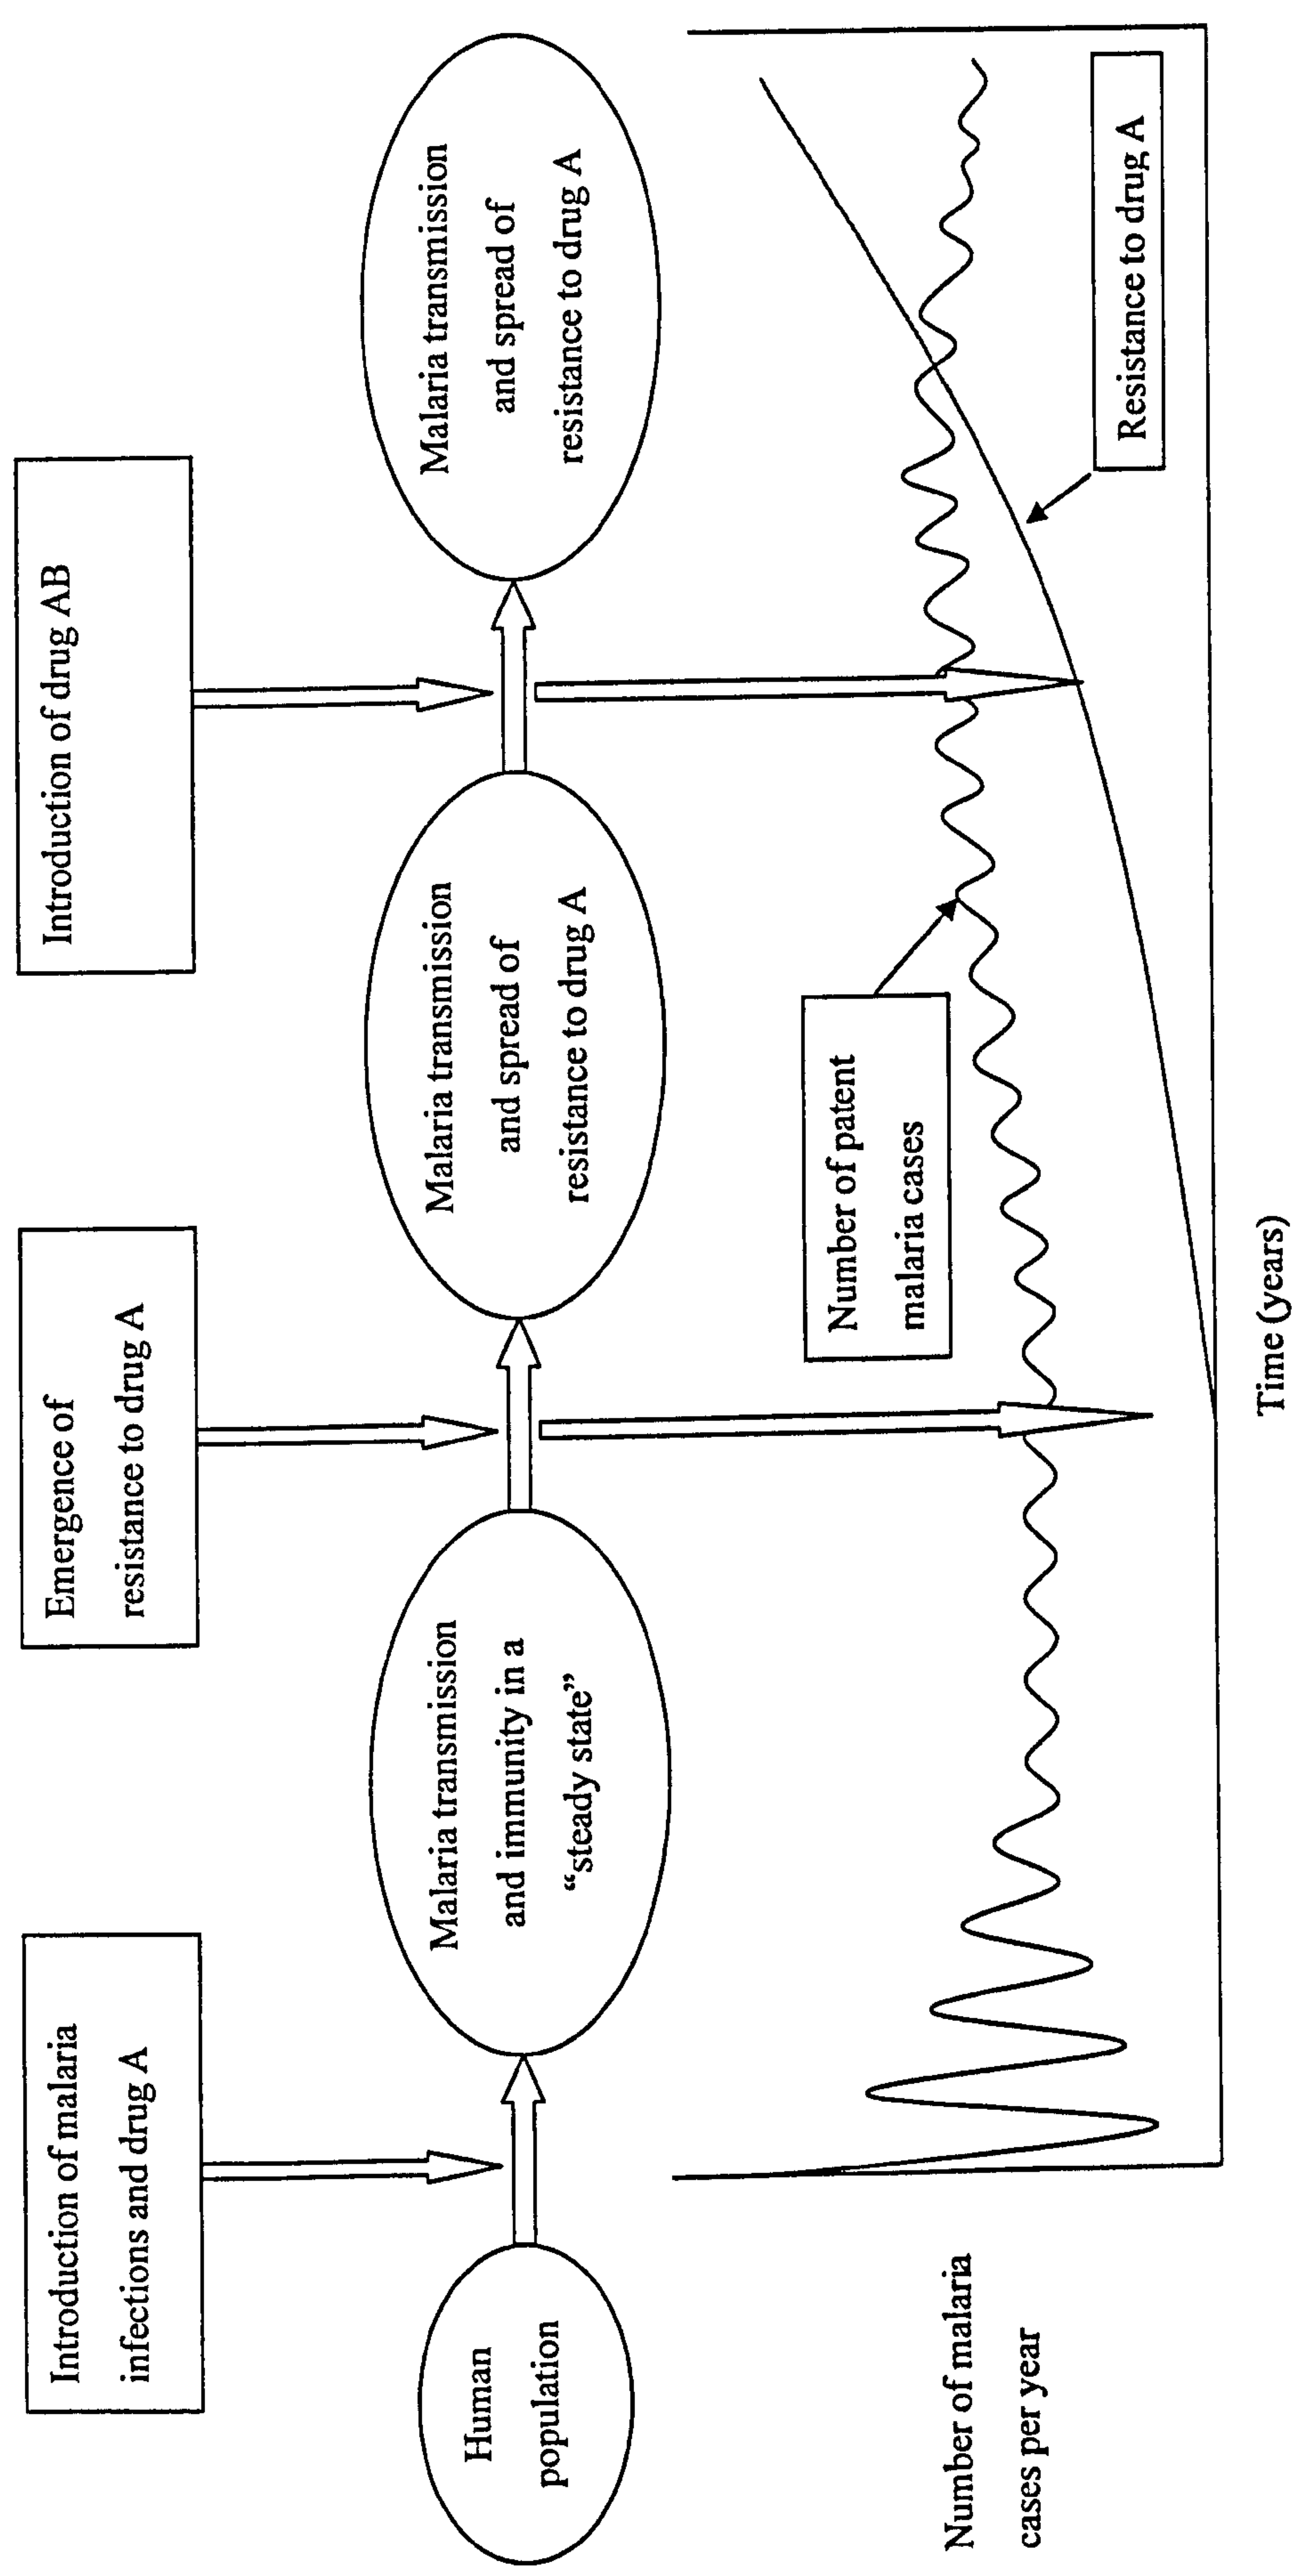 Introduction of malaria
infections and drug A
Emergence of
resistance to drug A
Introduction of drug AB
Human
population
Malaria transmission
and immunity in a
“steady state”
Malaria transmission
and spread of
resistance to drug A
Malaria transmission
and spread of
resistance to drug A
Number of malaria
cases per year
Number of patent
malaria cases
Resistance to drug A
Time (years)